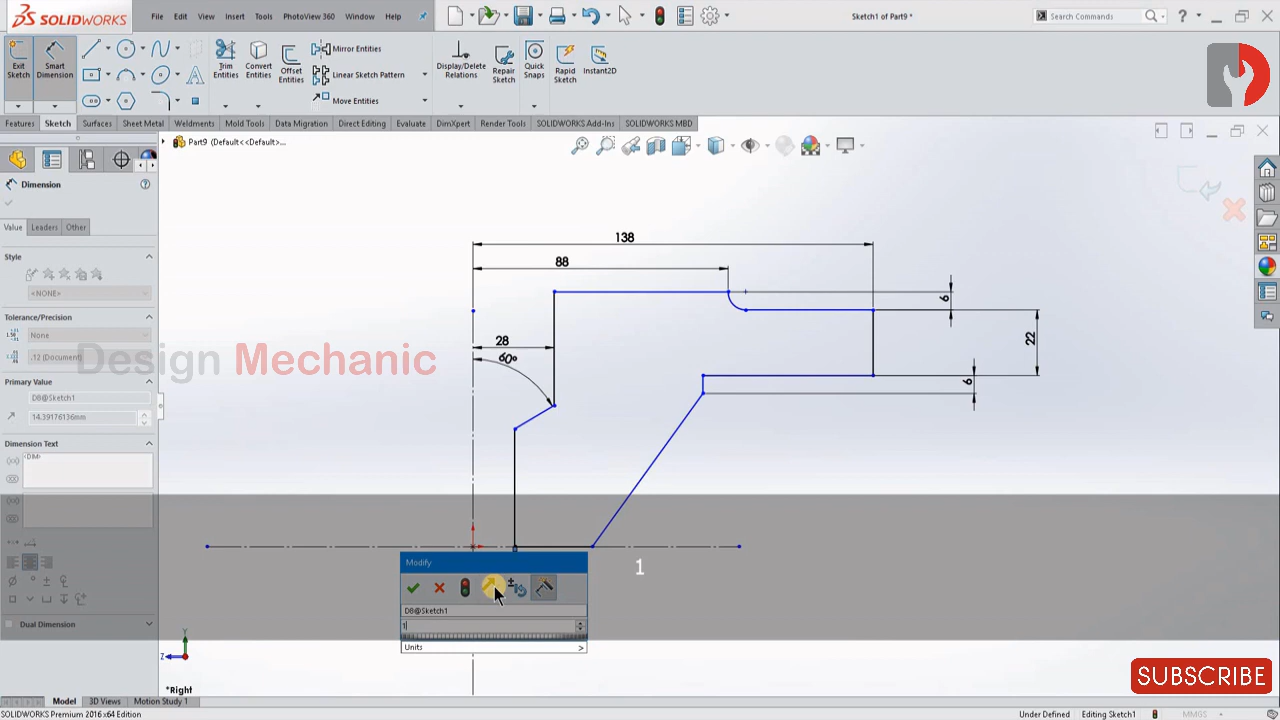 SOLIDWORKS
File Edit View Insert Tools PhotoView 360 Window Help
Sketch1 of Part9 *
Search Commands
?
Exit Sketch
Smart Dimension
Trim Entities
Convert Entities
Offset Entities
Mirror Entities
Linear Sketch Pattern
Move Entities
Display/Delete Relations
Repair Sketch
Quick Snaps
Rapid Sketch
Instant2D
Features Sketch Surfaces Sheet Metal Weldments Mold Tools Data Migration Direct Editing Evaluate DimXpert Render Tools SOLIDWORKS Add-Ins SOLIDWORKS MBD
Part9 (Default<<Default>...
Dimension
Value Leaders Other
Style
<NONE>
Tolerance/Precision
None
.12 (Document)
Primary Value
D8@Sketch1
14.39176136mm
Dimension Text
<DIM>
Dual Dimension
Design Mechanic
138
88
28
60°
6
22
6
Modify
D8@Sketch1
1
Units
1
Y
Z
*Right
SUBSCRIBE
Model 3D Views Motion Study 1
SOLIDWORKS Premium 2016 x64 Edition
Under Defined Editing Sketch1 MMGS